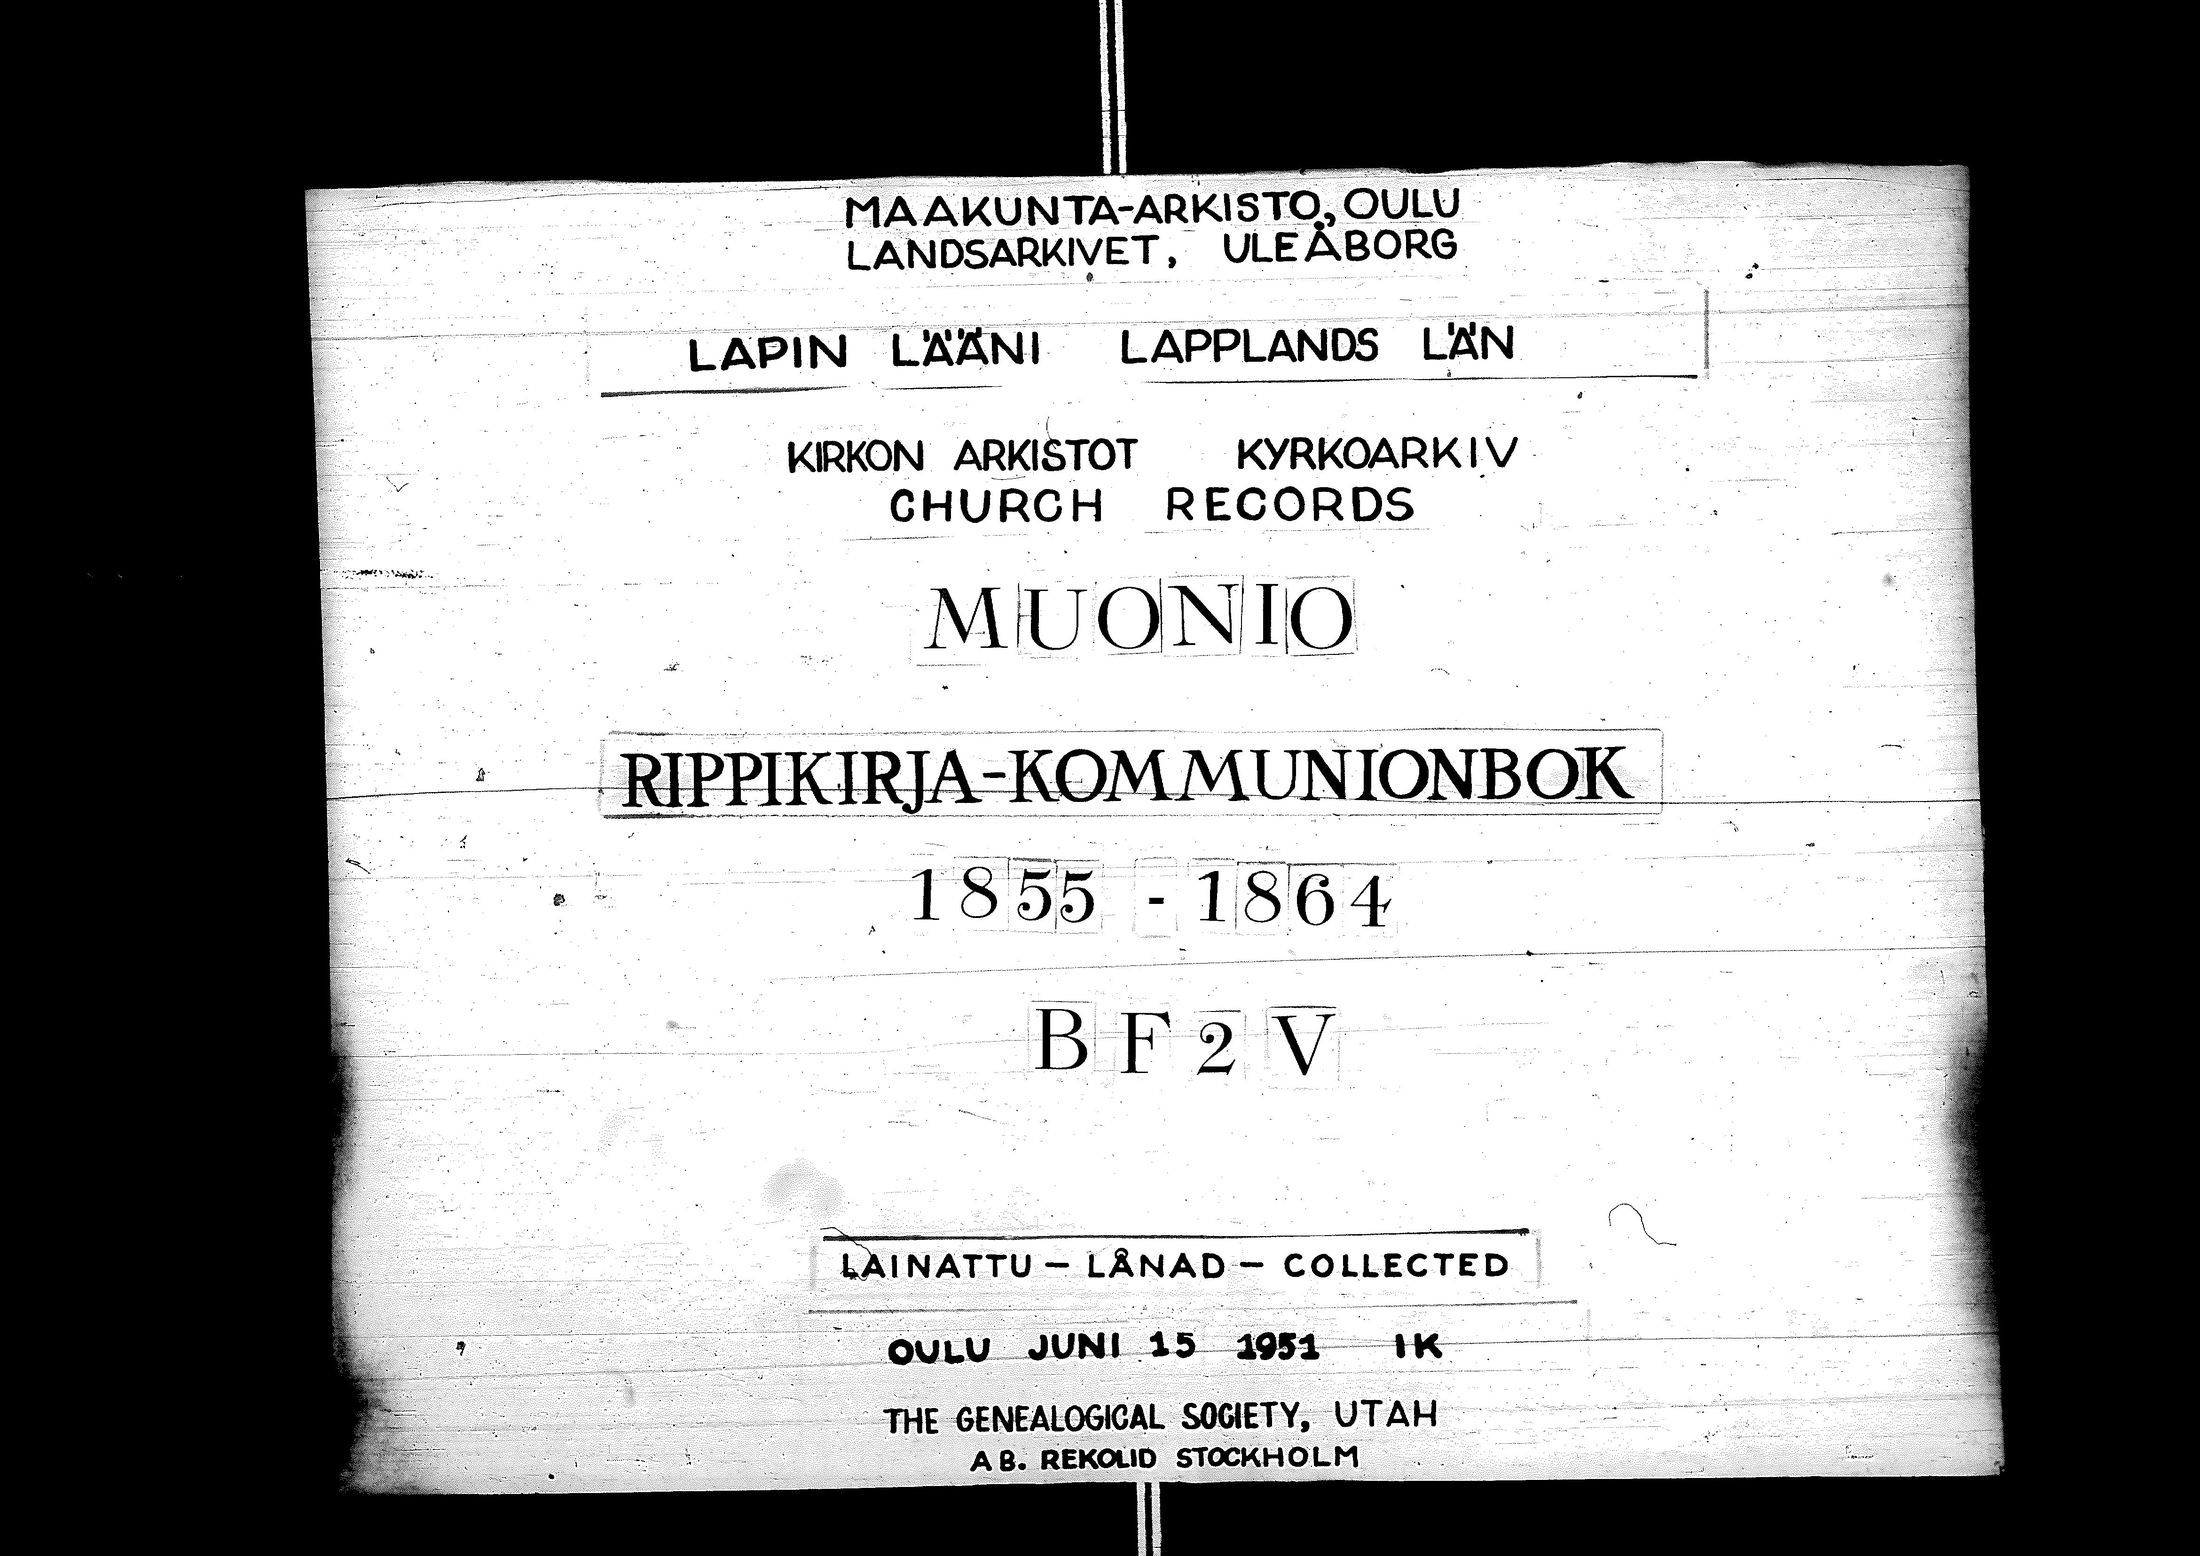 MAAKUNTA-ARKISTO, OULU
LANDSARKIVET, ULEÅBORG
LAPIN LÄÄNI LAPPLANDS LÄN
KIRKON ARKISTOT KYRKOARKIV
CHURCH RECORDS
MUONIO
RIPPIKIRJA-KOMMUNIONBOK
1855 - 1864
BF2V
LAINATTU - LÅNAD - COLLECTED
OULU JUNI 15 1951 IK
THE GENEALOGICAL SOCIETY, UTAH
AB. REKOLID STOCKHOLM